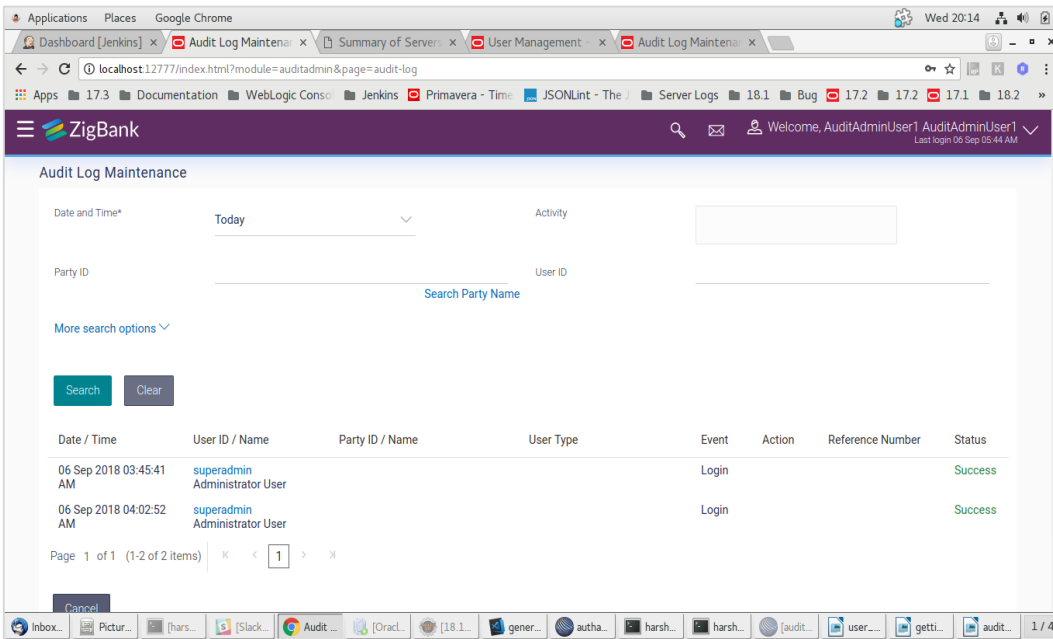 Applications Places Google Chrome Wed 20:14
Dashboard [Jenkins] Audit Log Maintenan Summary of Servers User Management - Audit Log Maintenan
localhost:12777/index.html?module=auditadmin&page=audit-log
Apps 17.3 Documentation WebLogic Conso Jenkins Primavera - Time JSONLint - The J Server Logs 18.1 Bug 17.2 17.2 17.1 18.2 »
ZigBank Welcome, AuditAdminUser1 AuditAdminUser1
Last login 06 Sep 05:44 AM
Audit Log Maintenance
Date and Time* Today Activity
Party ID User ID
Search Party Name
More search options
Search Clear
Date / Time User ID / Name Party ID / Name User Type Event Action Reference Number Status
06 Sep 2018 03:45:41 superadmin Login Success
AM Administrator User
06 Sep 2018 04:02:52 superadmin Login Success
AM Administrator User
Page 1 of 1 (1-2 of 2 items) 1
Cancel
Inbox... Pictur... [hars... [Slack... Audit ... [Oracl... [18.1... gener... autha... harsh... harsh... [audit... user_... getti... audit... 1 / 4